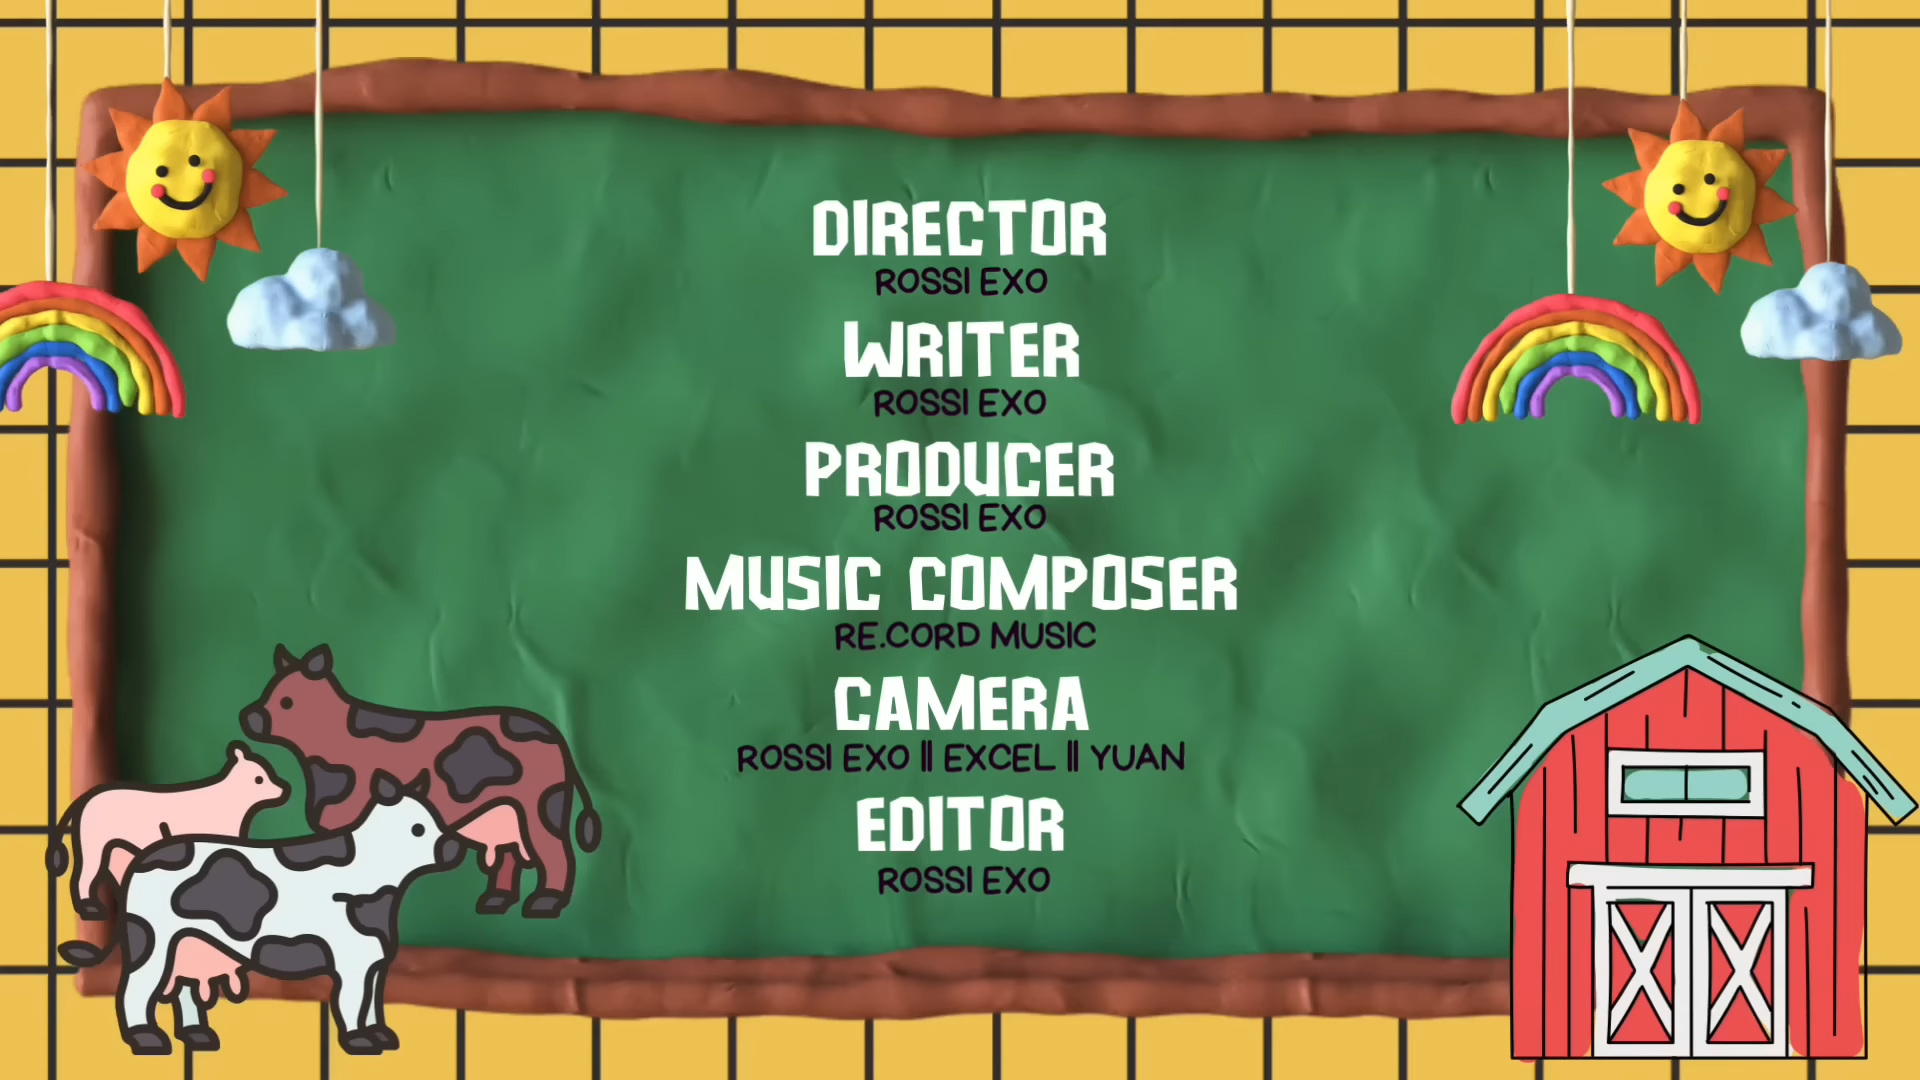 DIRECTOR
ROSSI EXO
WRITER
ROSSI EXO
PRODUCER
ROSSI EXO
MUSIC COMPOSER
RE.CORD MUSIC
CAMERA
ROSSI EXO || EXCEL || YUAN
EDITOR
ROSSI EXO